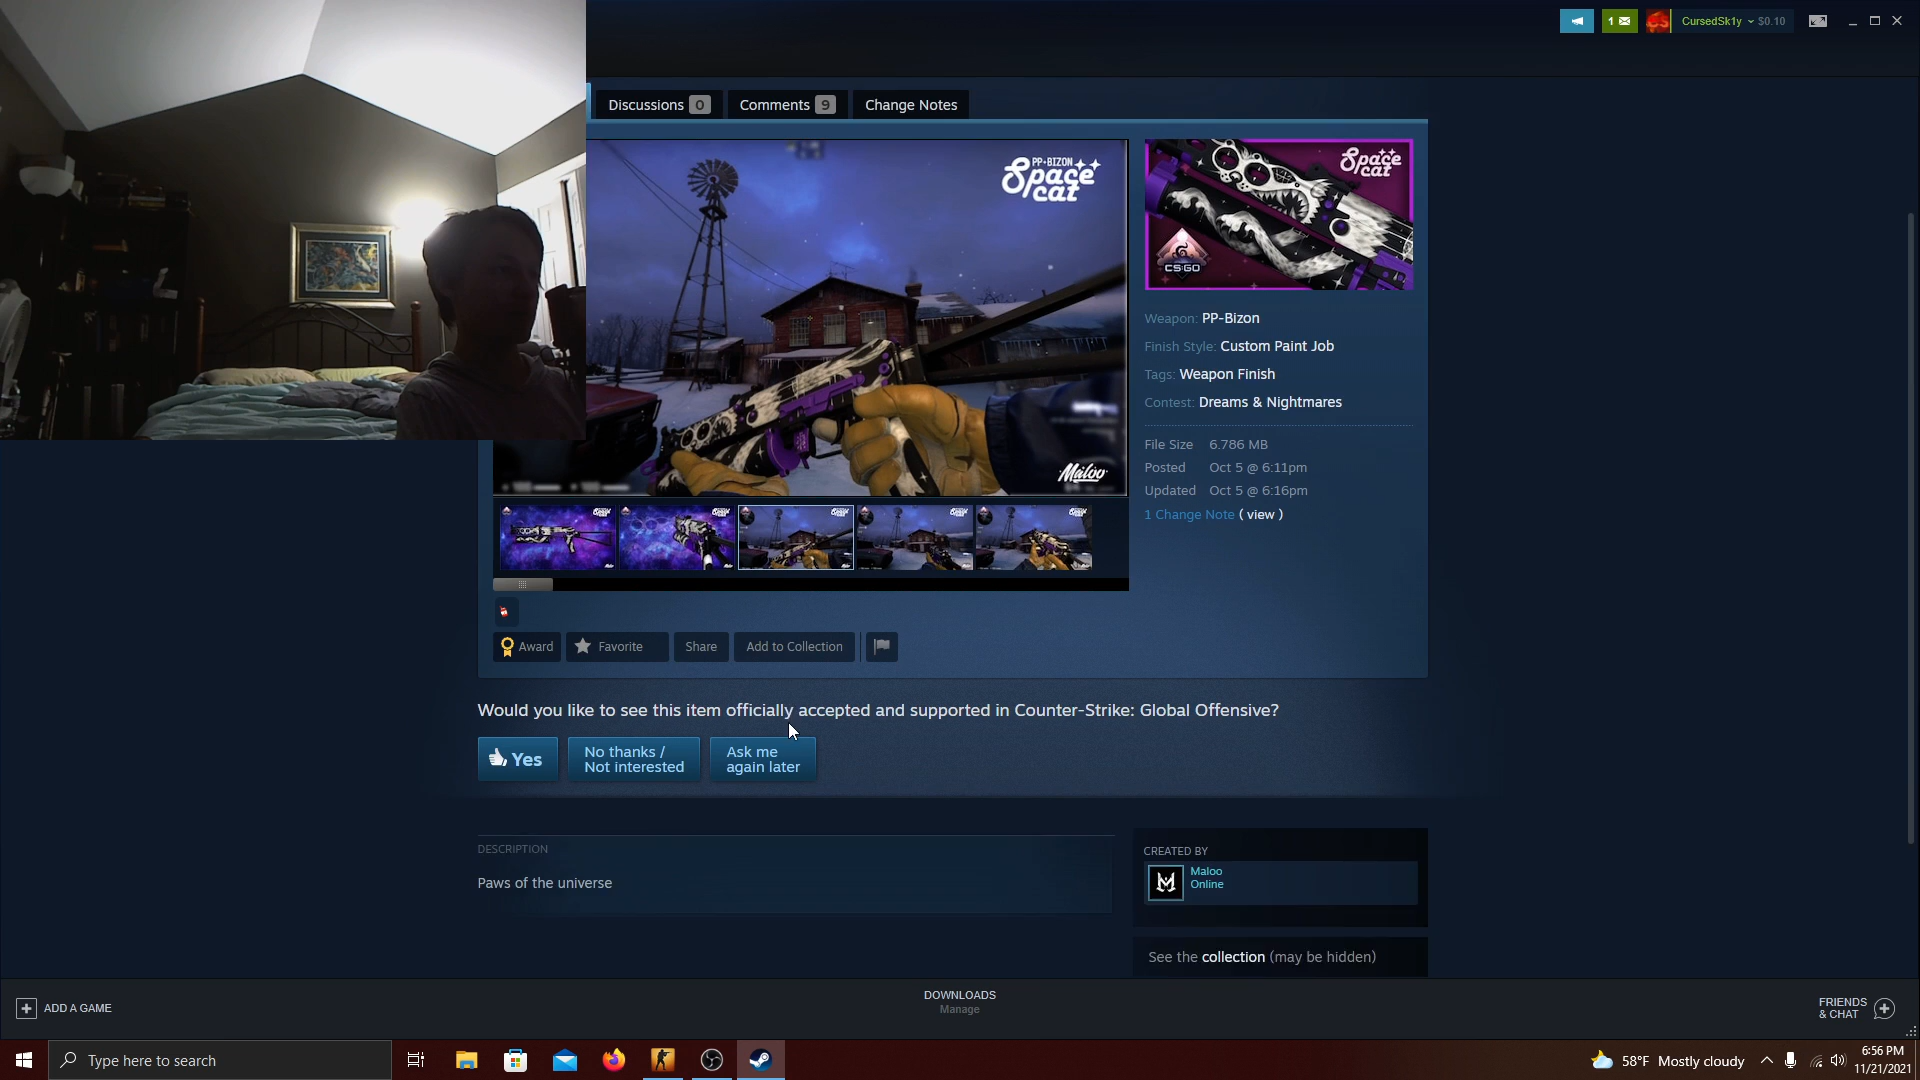 1
CursedSk1y
$0.10
Discussions 0
Comments 9
Change Notes
PP-BIZON
Space
cat
Maloo
Space
cat
CS:GO
Weapon: PP-Bizon
Finish Style: Custom Paint Job
Tags: Weapon Finish
Contest: Dreams & Nightmares
File Size 6.786 MB
Posted Oct 5 @ 6:11pm
Updated Oct 5 @ 6:16pm
1 Change Note ( view )
Award
Favorite
Share
Add to Collection
Would you like to see this item officially accepted and supported in Counter-Strike: Global Offensive?
Yes
No thanks /
Not interested
Ask me
again later
DESCRIPTION
Paws of the universe
CREATED BY
Maloo
Online
See the collection (may be hidden)
ADD A GAME
DOWNLOADS
Manage
FRIENDS
& CHAT
Type here to search
58°F Mostly cloudy
6:56 PM
11/21/2021